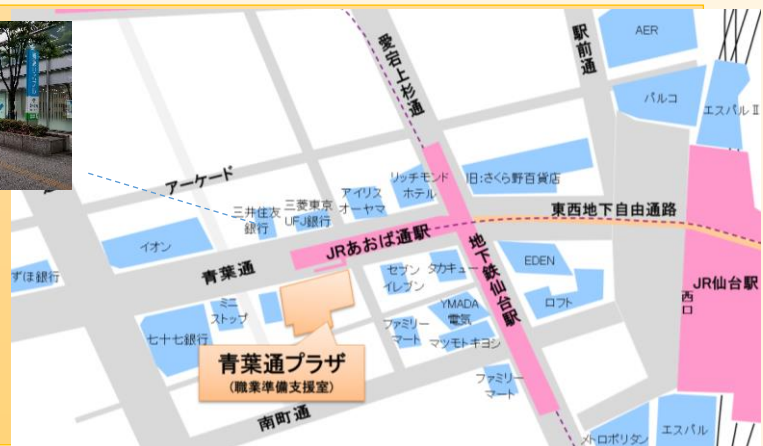 AER
駅前通
愛宕上杉通
パルコ
エスパルⅡ
アーケード
リッチモンド
ホテル
旧:さくら野百貨店
アイリス
オーヤマ
三菱東京
UFJ銀行
三井住友
銀行
東西地下自由通路
イオン
JRあおば通駅
青葉通
ずほ銀行
地下鉄仙台駅
セブン
イレブン
タカキュー
EDEN
JR仙台駅
西口
ロフト
ミニ
ストップ
YMADA
電気
ファミリー
マート
マツモトキヨシ
七十七銀行
青葉通プラザ
(職業準備支援室)
ファミリー
マート
南町通
メトロポリタン
エスパル